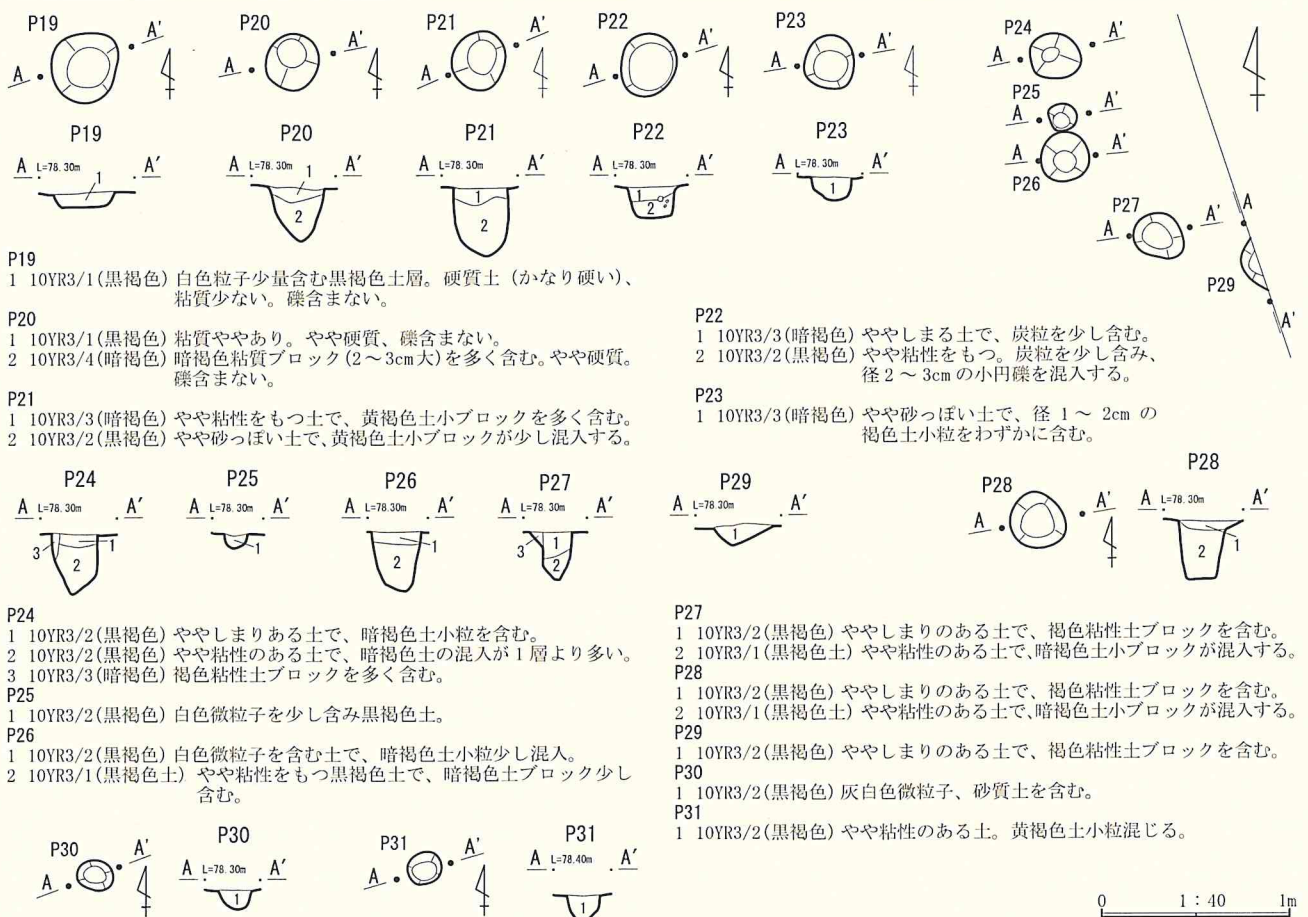 P19 P20 P21 P22 P23 P24
A A' A A' A A' A A' A A' A A'
P25
A A'
A A'
P26
P27
A A'
A
P29
A'
P19 P20 P21 P22 P23
A L=78.30m A' A L=78.30m A' A L=78.30m A' A L=78.30m A' A L=78.30m A'
1 1 2 1 2 1 2 1
P19
1 10YR3/1(黒褐色) 白色粒子少量含む黒褐色土層。硬質土(かなり硬い)、
粘質少ない。礫含まない。
P20
1 10YR3/1(黒褐色) 粘質ややあり。やや硬質、礫含まない。
2 10YR3/4(暗褐色) 暗褐色粘質ブロック(2~3cm大)を多く含む。やや硬質。
礫含まない。
P21
1 10YR3/3(暗褐色) やや粘性をもつ土で、黄褐色土小ブロックを多く含む。
2 10YR3/2(黒褐色) やや砂っぽい土で、黄褐色土小ブロックが少し混入する。
P22
1 10YR3/3(暗褐色) ややしまる土で、炭粒を少し含む。
2 10YR3/2(黒褐色) やや粘性をもつ。炭粒を少し含み、
径2~3cmの小円礫を混入する。
P23
1 10YR3/3(暗褐色) やや砂っぽい土で、径 1~ 2cm の
褐色土小粒をわずかに含む。
P24 P25 P26 P27 P29 P28 P28
A L=78.30m A' A L=78.30m A' A L=78.30m A' A L=78.30m A' A L=78.30m A' A A' A L=78.30m A'
3 1 2 1 1 2 3 1 2 1 1 2
P24
1 10YR3/2(黒褐色) ややしまりある土で、暗褐色土小粒を含む。
2 10YR3/2(黒褐色) やや粘性のある土で、暗褐色土の混入が1層より多い。
3 10YR3/3(暗褐色) 褐色粘性土ブロックを多く含む。
P25
1 10YR3/2(黒褐色) 白色微粒子を少し含み黒褐色土。
P26
1 10YR3/2(黒褐色) 白色微粒子を含む土で、暗褐色土小粒少し混入。
2 10YR3/1(黒褐色土) やや粘性をもつ黒褐色土で、暗褐色土ブロック少し
含む。
P27
1 10YR3/2(黒褐色) ややしまりのある土で、褐色粘性土ブロックを含む。
2 10YR3/1(黒褐色土) やや粘性のある土で、暗褐色土小ブロックが混入する。
P28
1 10YR3/2(黒褐色) ややしまりのある土で、褐色粘性土ブロックを含む。
2 10YR3/1(黒褐色土) やや粘性のある土で、暗褐色土小ブロックが混入する。
P29
1 10YR3/2(黒褐色) ややしまりのある土で、褐色粘性土ブロックを含む。
P30
1 10YR3/2(黒褐色) 灰白色微粒子、砂質土を含む。
P31
1 10YR3/2(黒褐色) やや粘性のある土。黄褐色土小粒混じる。
P30 P30 P31 P31
A A' A L=78.30m A' A A' A L=78.40m A'
1 1
0 1:40 1m